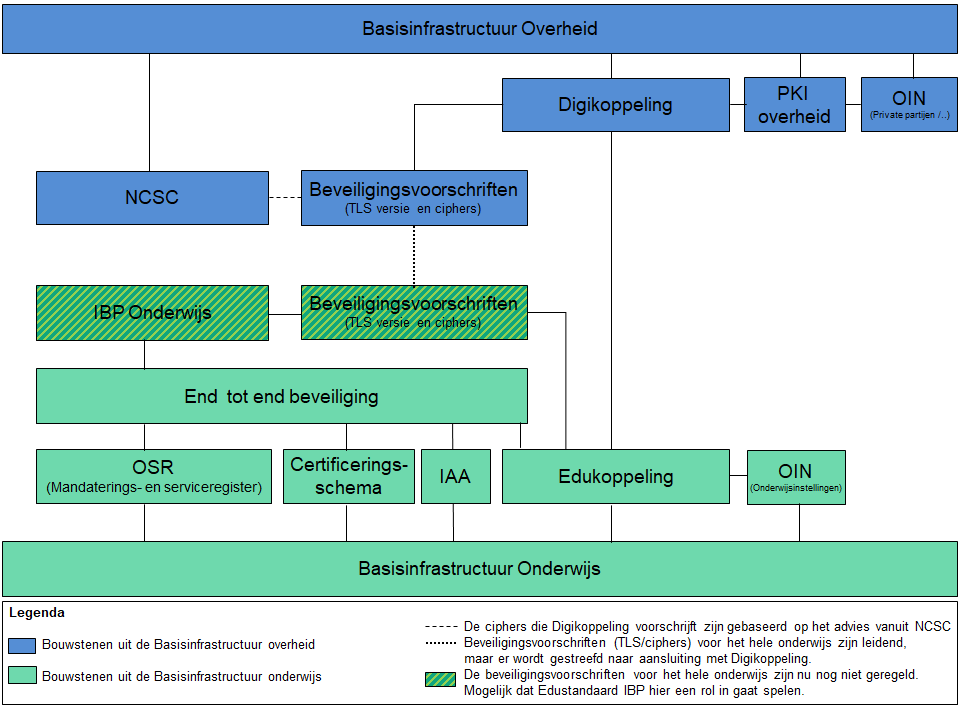 Basisinfrastructuur Overheid
Digikoppeling
PKI
overheid
OIN
(Private partijen /..)
NCSC
Beveiligingsvoorschriften
(TLS versie en ciphers)
IBP Onderwijs
Beveiligingsvoorschriften
(TLS versie en ciphers)
End tot end beveiliging
OSR
(Mandaterings- en serviceregister)
Certificerings-
schema
IAA
Edukoppeling
OIN
(Onderwijsinstellingen)
Basisinfrastructuur Onderwijs
Legenda
Bouwstenen uit de Basisinfrastructuur overheid
Bouwstenen uit de Basisinfrastructuur onderwijs
De ciphers die Digikoppeling voorschrijft zijn gebaseerd op het advies vanuit NCSC
Beveiligingsvoorschriften (TLS/ciphers) voor het hele onderwijs zijn leidend,
maar er wordt gestreefd naar aansluiting met Digikoppeling.
De beveiligingsvoorschriften voor het hele onderwijs zijn nu nog niet geregeld.
Mogelijk dat Edustandaard IBP hier een rol in gaat spelen.